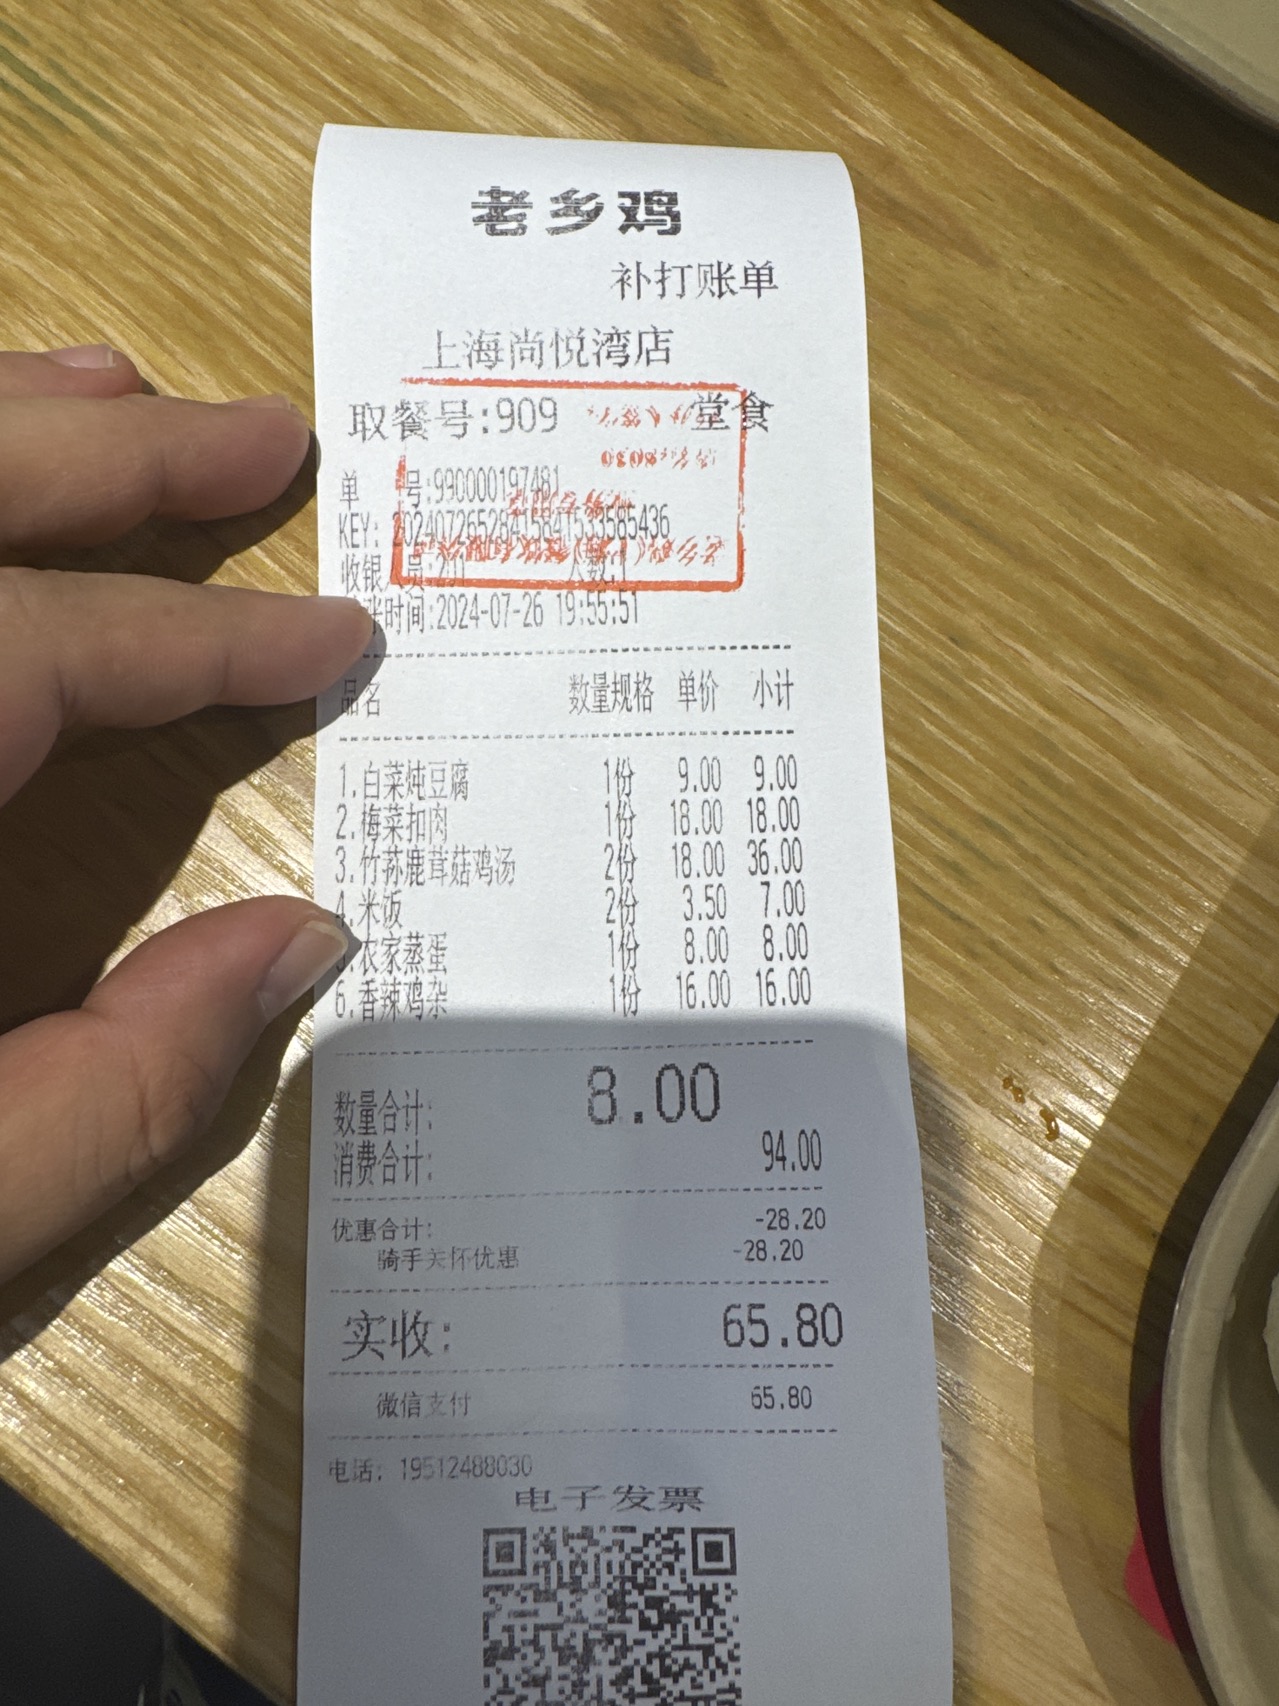 老乡鸡
补打账单
上海尚悦湾店
取餐号:909 堂食
单 号:990000197481
收银人员:201 人数:1
账时间:2024-07-26 19:55:51
品名 数量规格 单价 小计
1.白菜炖豆腐 1份 9.00 9.00
2.梅菜扣肉 1份 18.00 18.00
3.竹荪鹿茸菇鸡汤 2份 18.00 36.00
4.米饭 2份 3.50 7.00
5.农家蒸蛋 1份 8.00 8.00
6.香辣鸡杂 1份 16.00 16.00
数量合计: 8.00
消费合计: 94.00
优惠合计: -28.20
骑手关怀优惠 -28.20
实收: 65.80
微信支付 65.80
电话: 19512488030
电子发票